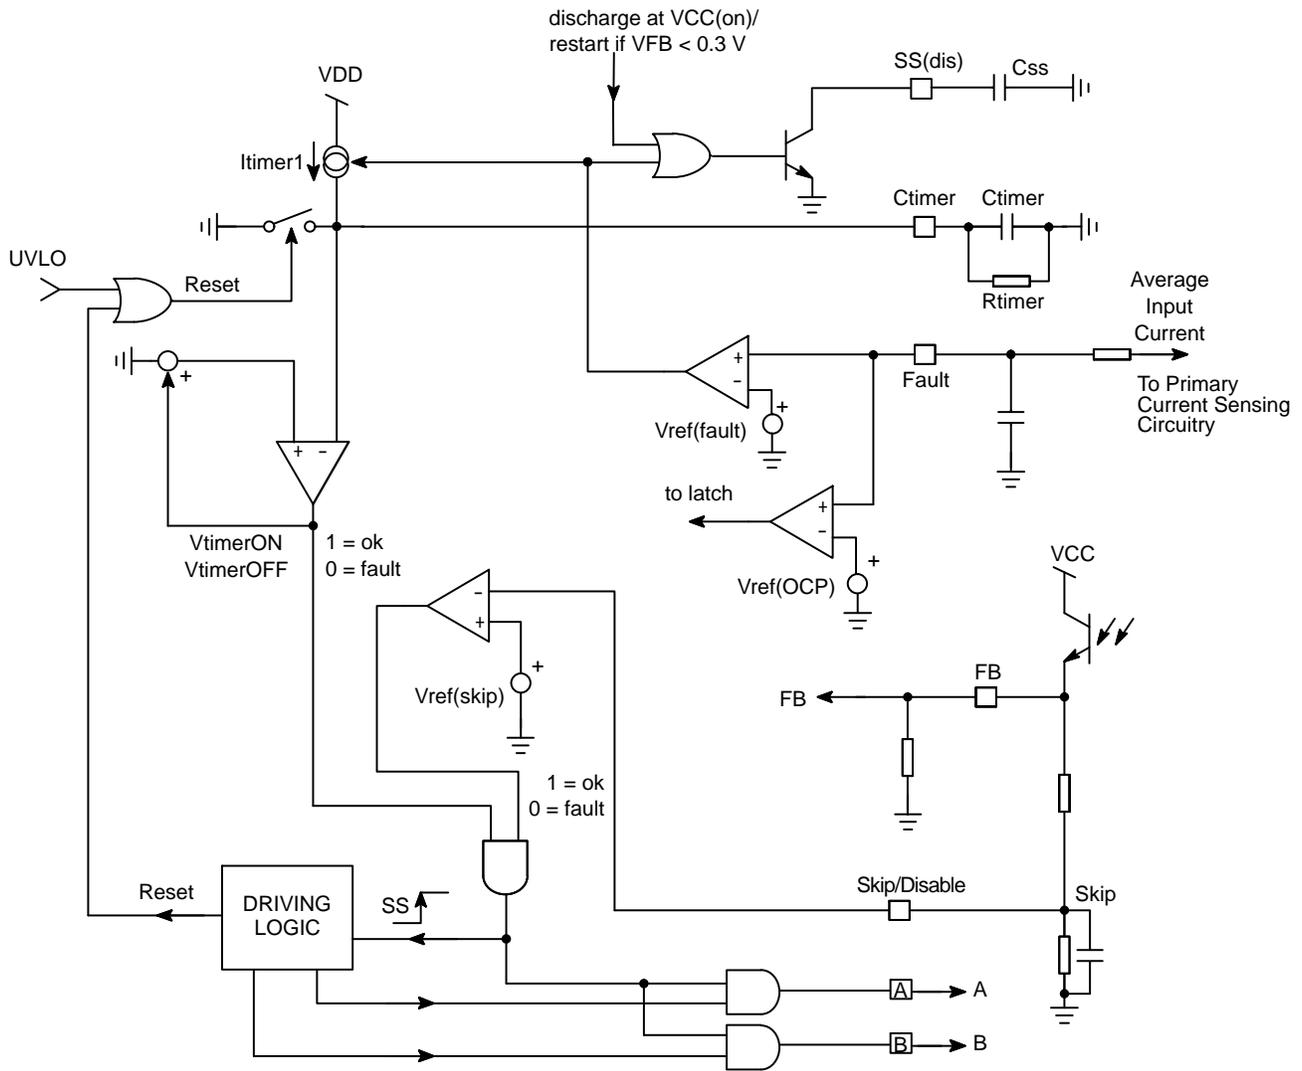 discharge at VCC(on)/
restart if VFB < 0.3 V
SS(dis)
Css
VDD
Itimer1
Ctimer
Ctimer
Rtimer
UVLO
Reset
Average
Input
Current
+
+
−
+
Fault
To Primary
Current Sensing
Circuitry
Vref(fault)
+ −
to latch
+
−
+
Vref(OCP)
VtimerON
VtimerOFF
1 = ok
0 = fault
VCC
−
+
+
Vref(skip)
FB
FB
1 = ok
0 = fault
Skip/Disable
Skip
Reset
DRIVING
LOGIC
SS
A
A
B
B